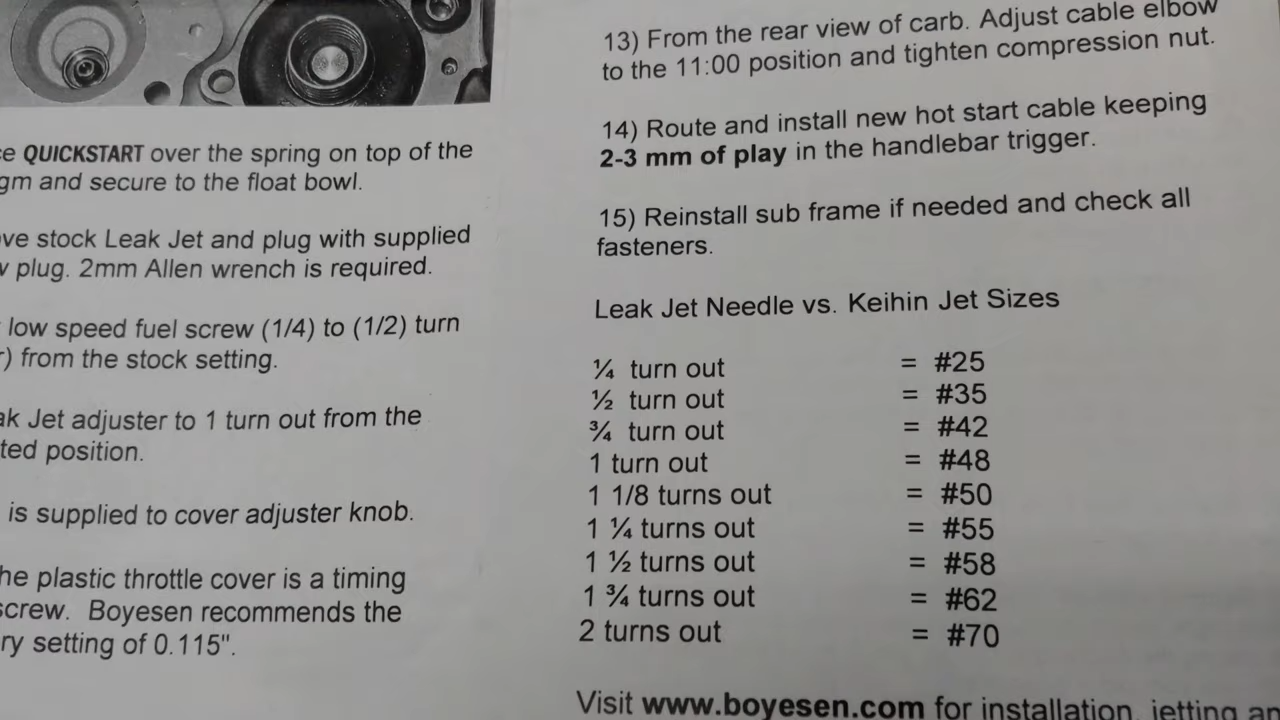 QUICKSTART over the spring on top of the
and secure to the float bowl.
stock Leak Jet and plug with supplied
plug. 2mm Allen wrench is required.
low speed fuel screw (1/4) to (1/2) turn
from the stock setting.
Jet adjuster to 1 turn out from the
position.
is supplied to cover adjuster knob.
plastic throttle cover is a timing
screw. Boyesen recommends the
setting of 0.115".
13) From the rear view of carb. Adjust cable elbow
to the 11:00 position and tighten compression nut.
14) Route and install new hot start cable keeping
2-3 mm of play in the handlebar trigger.
15) Reinstall sub frame if needed and check all
fasteners.
Leak Jet Needle vs. Keihin Jet Sizes
¼ turn out = #25
½ turn out = #35
¾ turn out = #42
1 turn out = #48
1 1/8 turns out = #50
1 ¼ turns out = #55
1 ½ turns out = #58
1 ¾ turns out = #62
2 turns out = #70
Visit www.boyesen.com for installation, jetting